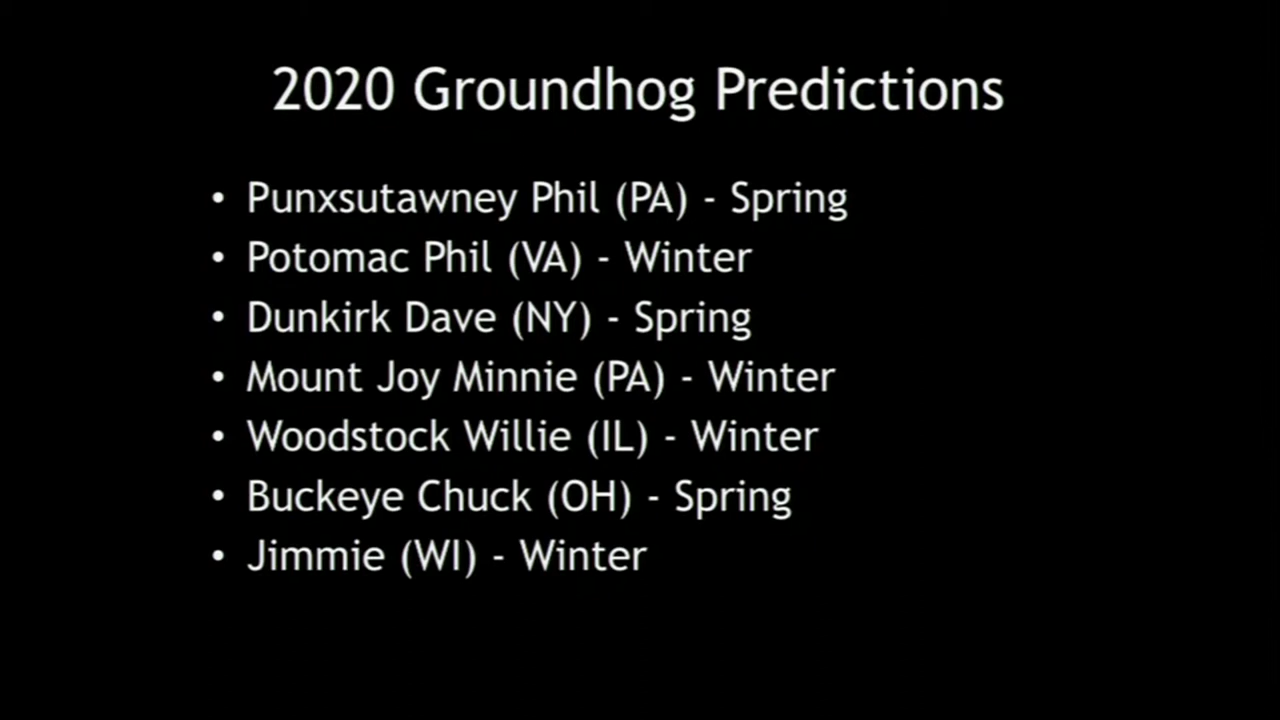 2020 Groundhog Predictions
• Punxsutawney Phil (PA) - Spring
• Potomac Phil (VA) - Winter
• Dunkirk Dave (NY) - Spring
• Mount Joy Minnie (PA) - Winter
• Woodstock Willie (IL) - Winter
• Buckeye Chuck (OH) - Spring
• Jimmie (WI) - Winter